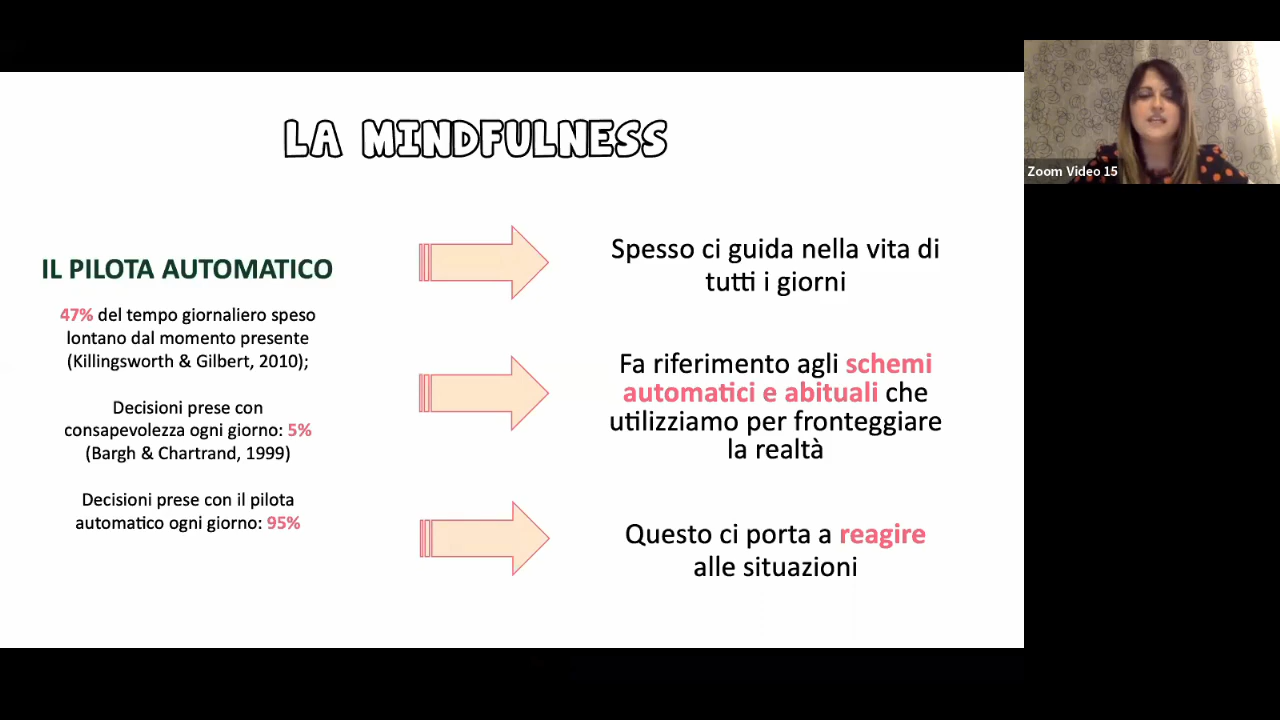 LA MINDFULNESS
Zoom Video 15
IL PILOTA AUTOMATICO
47% del tempo giornaliero speso
lontano dal momento presente
(Killingsworth & Gilbert, 2010);
Decisioni prese con
consapevolezza ogni giorno: 5%
(Bargh & Chartrand, 1999)
Decisioni prese con il pilota
automatico ogni giorno: 95%
Spesso ci guida nella vita di
tutti i giorni
Fa riferimento agli schemi
automatici e abituali che
utilizziamo per fronteggiare
la realtà
Questo ci porta a reagire
alle situazioni